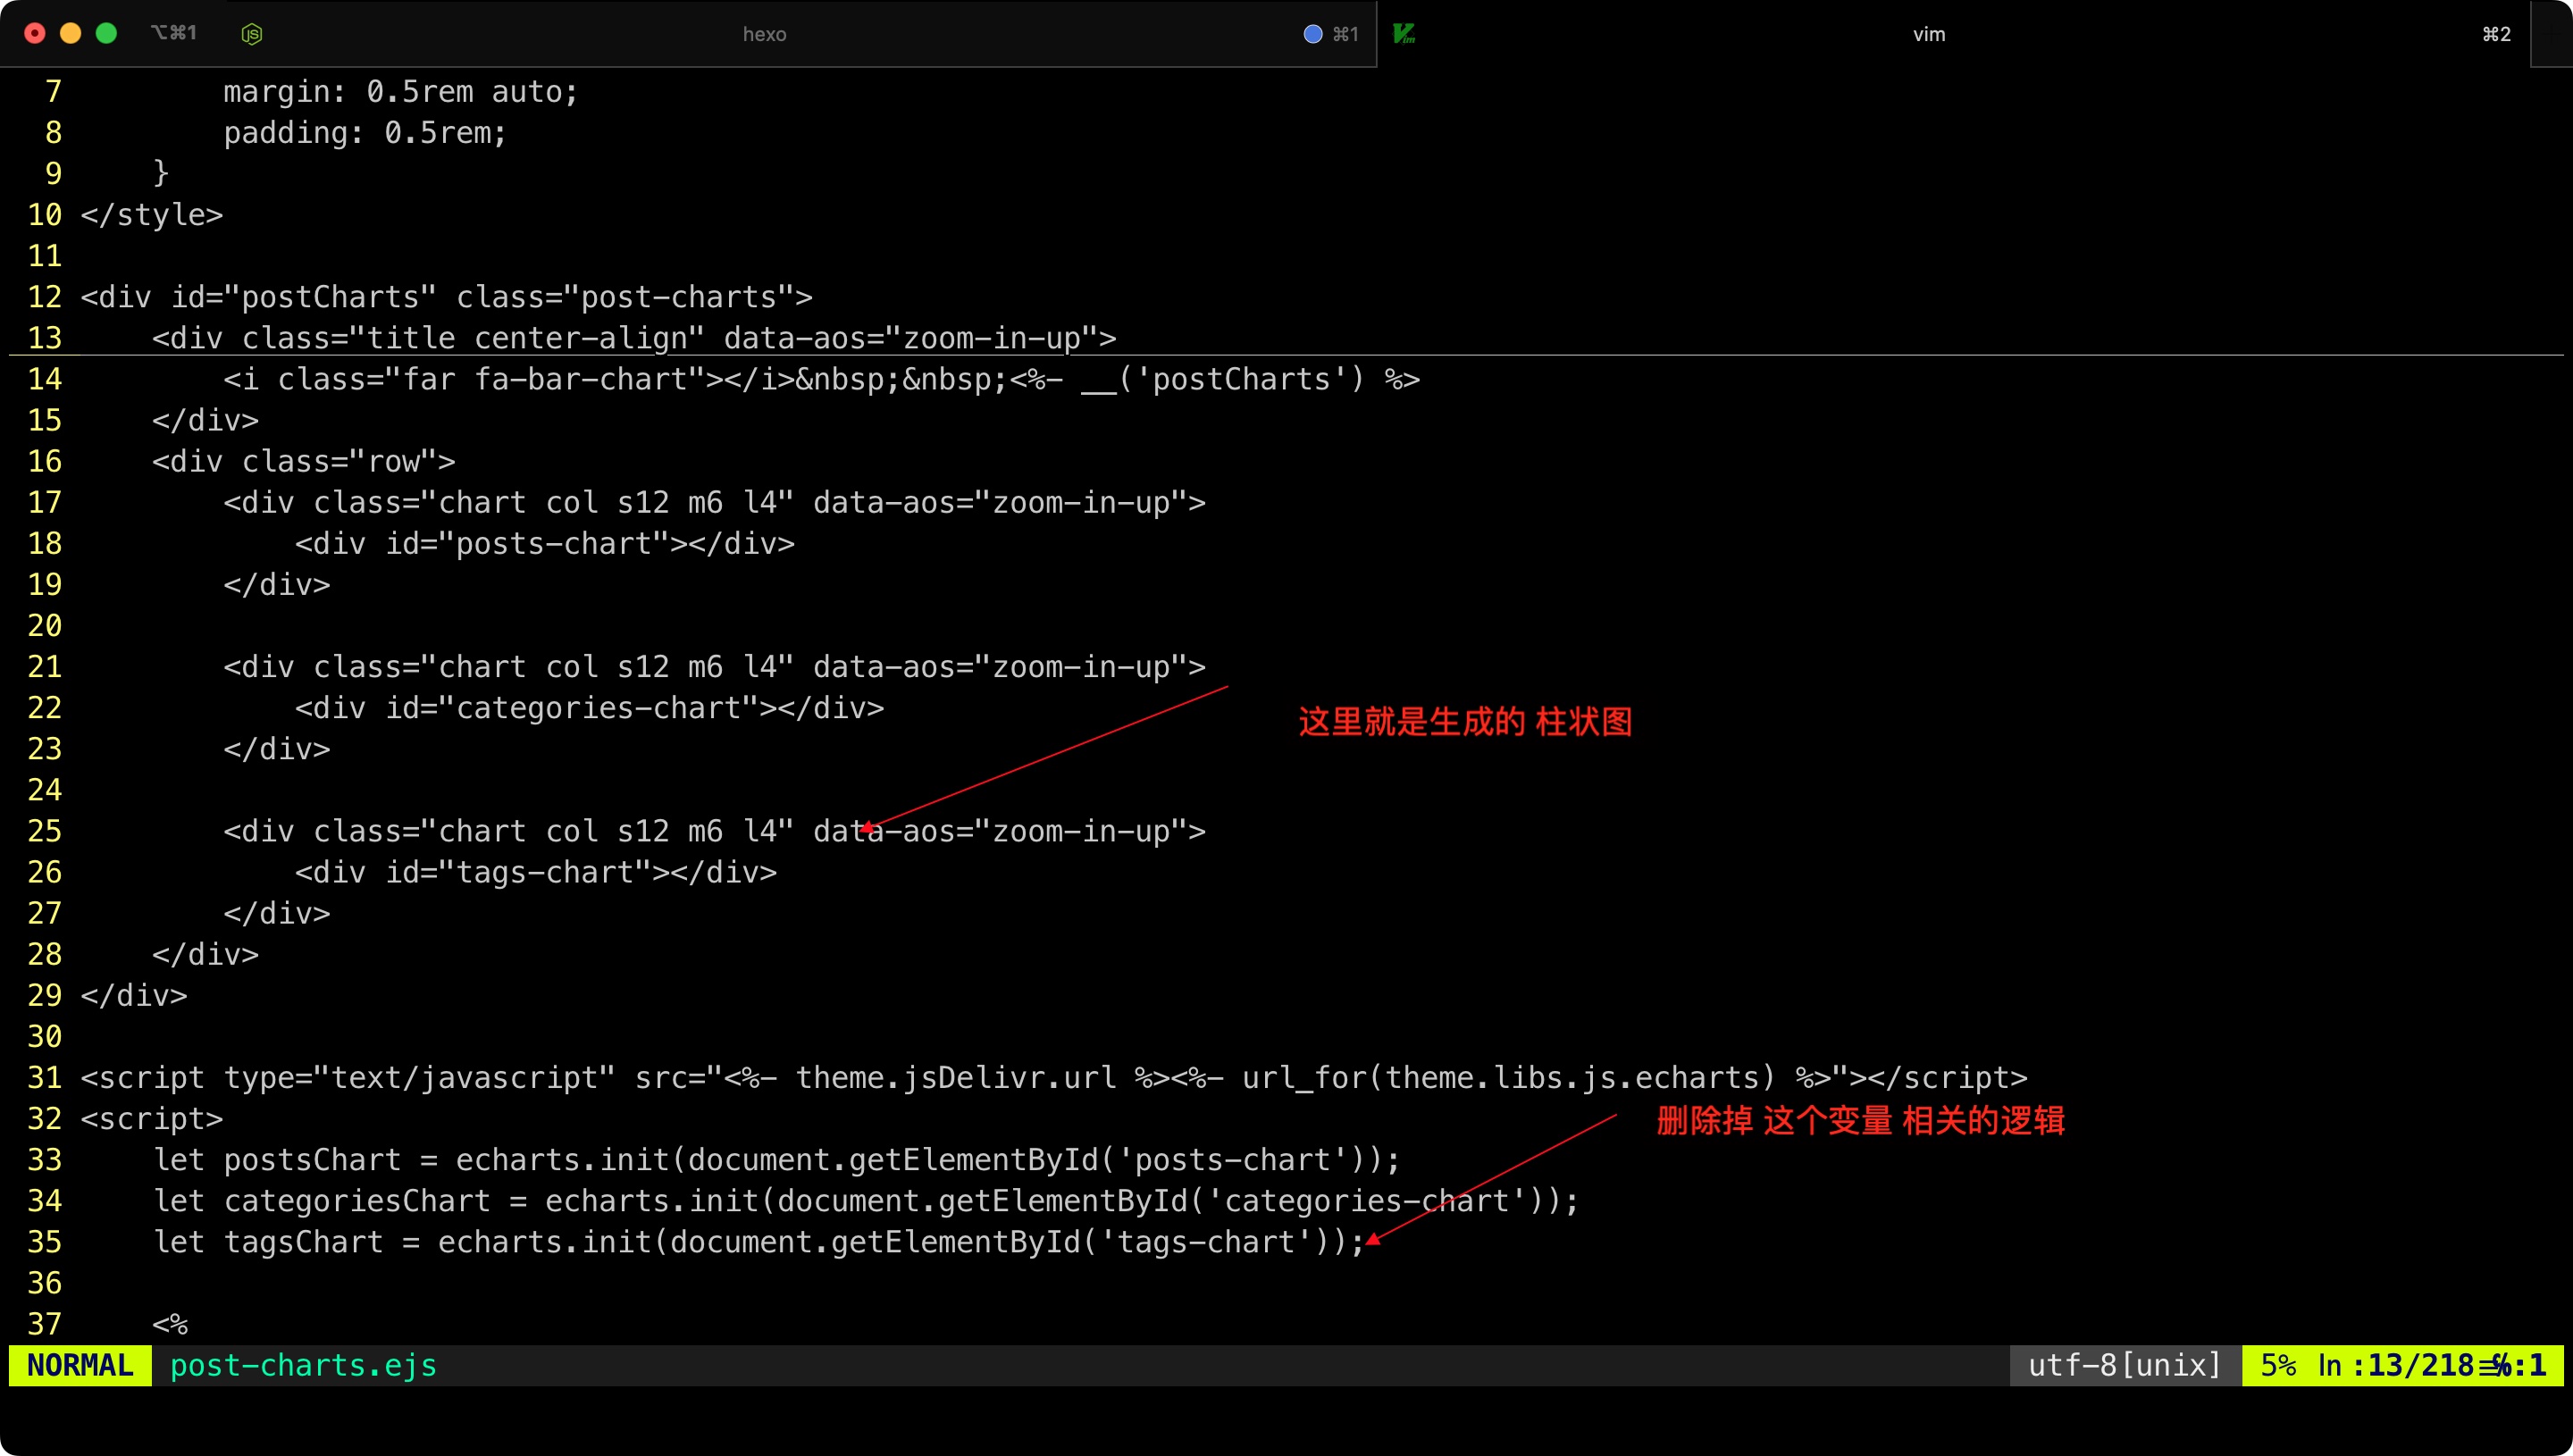 ⌥⌘1 hexo ⌘1 vim ⌘2
7         margin: 0.5rem auto;
8         padding: 0.5rem;
9     }
10 </style>
11
12 <div id="postCharts" class="post-charts">
13     <div class="title center-align" data-aos="zoom-in-up">
14         <i class="far fa-bar-chart"></i>&nbsp;&nbsp;<%- __('postCharts') %>
15     </div>
16     <div class="row">
17         <div class="chart col s12 m6 l4" data-aos="zoom-in-up">
18             <div id="posts-chart"></div>
19         </div>
20
21         <div class="chart col s12 m6 l4" data-aos="zoom-in-up">
22             <div id="categories-chart"></div>
这里就是生成的 柱状图
23         </div>
24
25         <div class="chart col s12 m6 l4" data-aos="zoom-in-up">
26             <div id="tags-chart"></div>
27         </div>
28     </div>
29 </div>
30
31 <script type="text/javascript" src="<%- theme.jsDelivr.url %><%- url_for(theme.libs.js.echarts) %>"></script>
32 <script>
删除掉 这个变量 相关的逻辑
33     let postsChart = echarts.init(document.getElementById('posts-chart'));
34     let categoriesChart = echarts.init(document.getElementById('categories-chart'));
35     let tagsChart = echarts.init(document.getElementById('tags-chart'));
36
37     <%
NORMAL post-charts.ejs utf-8[unix] 5% ln :13/218 :1